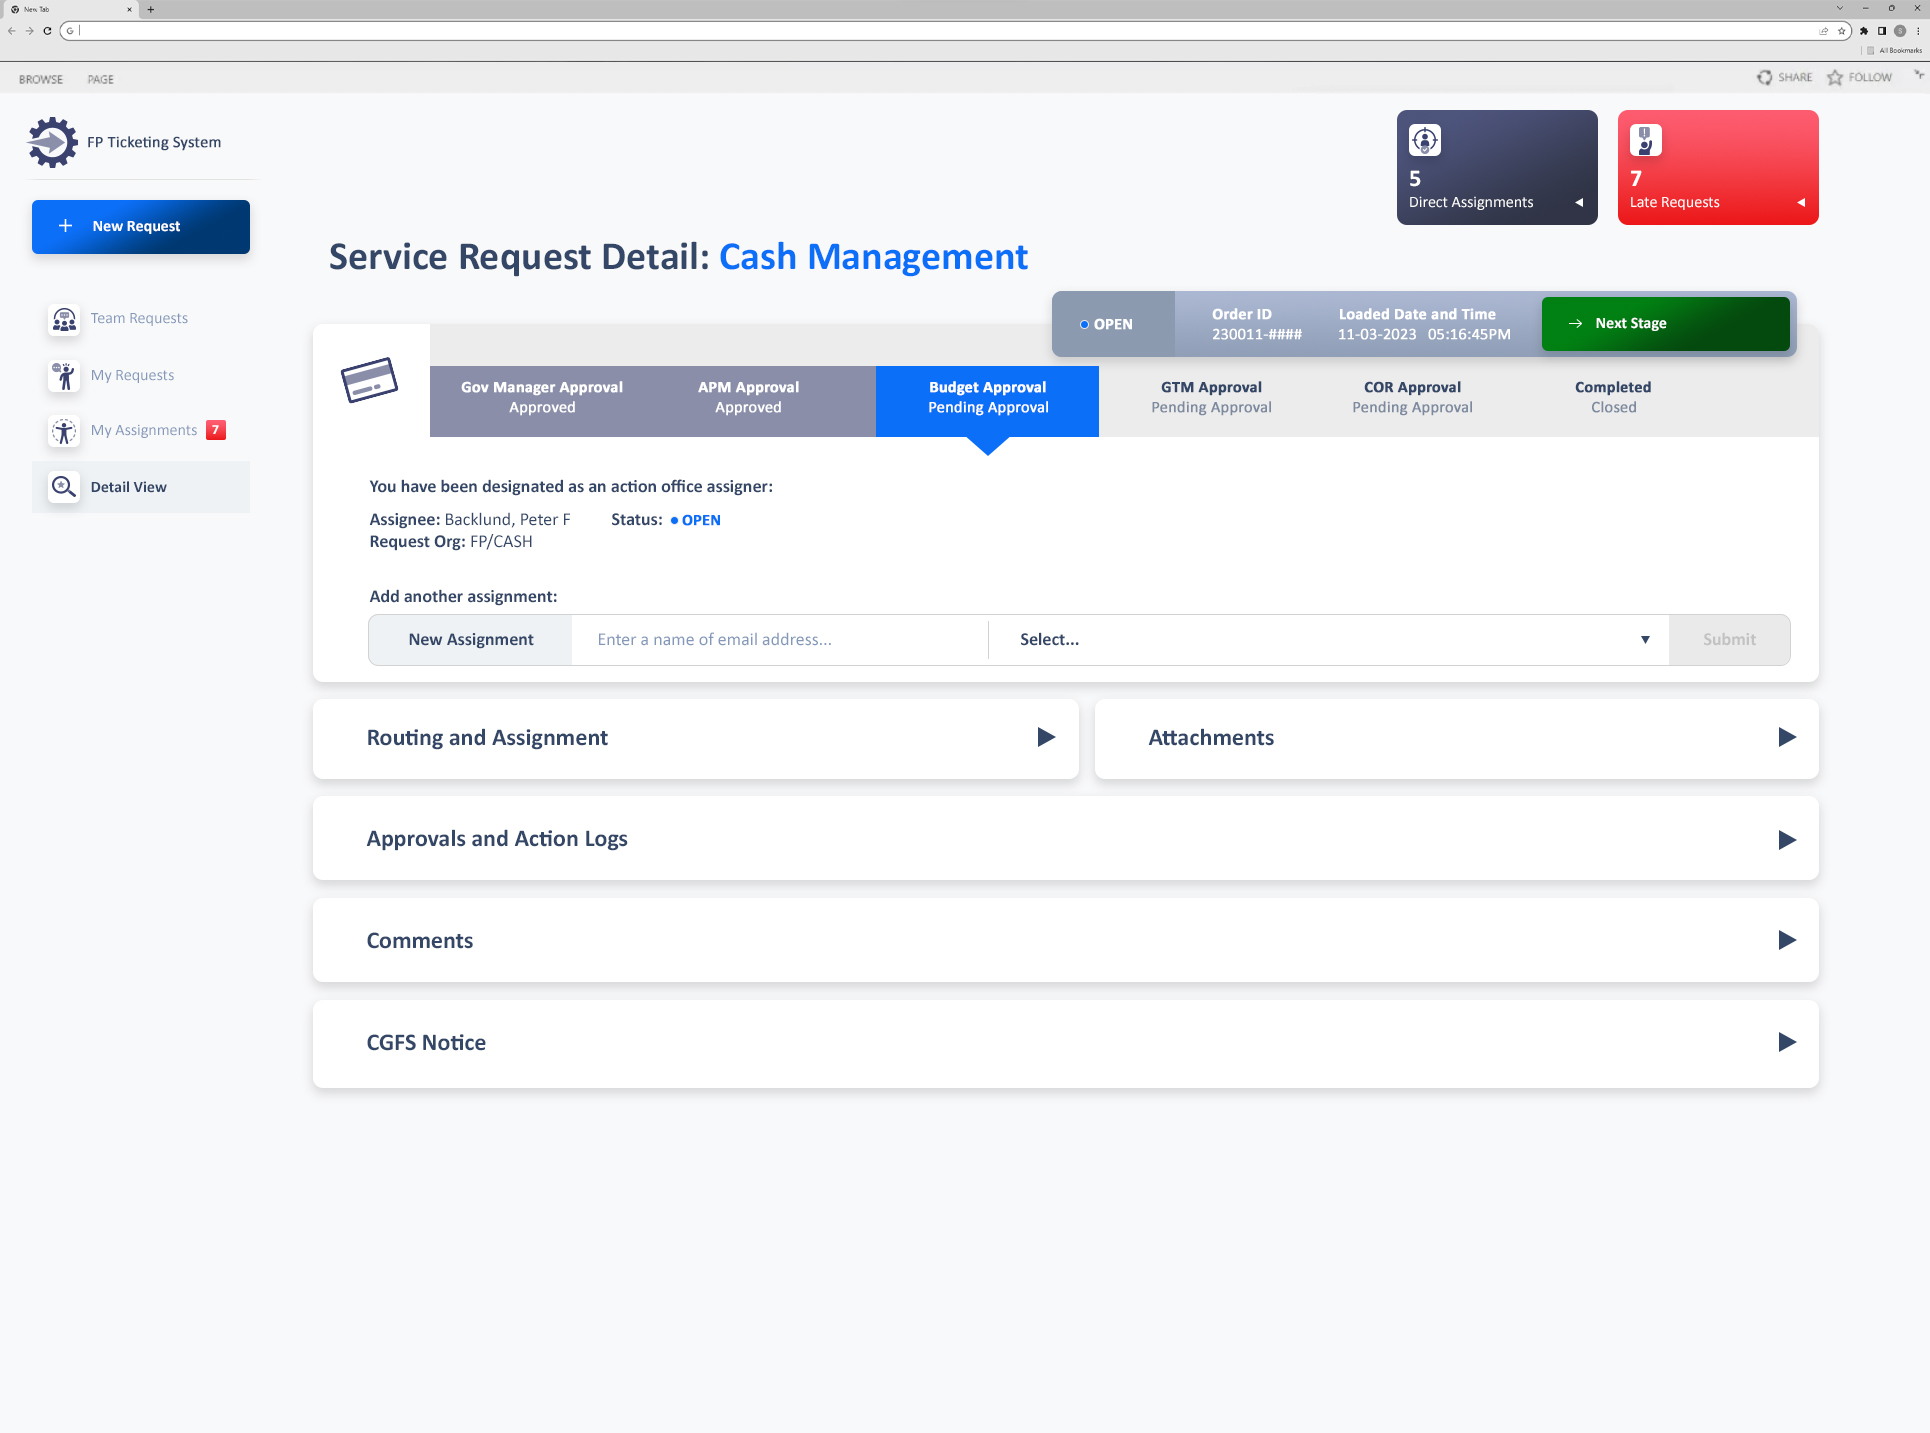 New Tab
All Bookmarks
BROWSE PAGE
SHARE FOLLOW
FP Ticketing System
New Request
Team Requests
My Requests
My Assignments 7
Detail View
5
Direct Assignments
7
Late Requests
Service Request Detail: Cash Management
OPEN
Order ID
230011-####
Loaded Date and Time
11-03-2023 05:16:45PM
Next Stage
Gov Manager Approval
Approved
APM Approval
Approved
Budget Approval
Pending Approval
GTM Approval
Pending Approval
COR Approval
Pending Approval
Completed
Closed
You have been designated as an action office assigner:
Assignee: Backlund, Peter F Status: OPEN
Request Org: FP/CASH
Add another assignment:
New Assignment Enter a name of email address... Select... Submit
Routing and Assignment
Attachments
Approvals and Action Logs
Comments
CGFS Notice